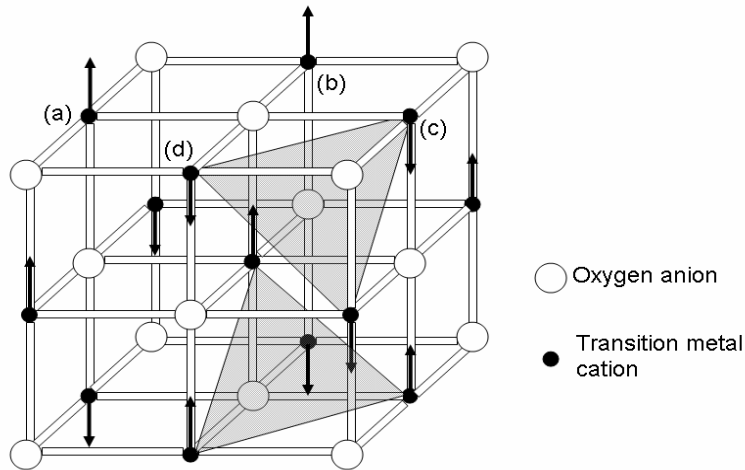 (b)
(a)
(c)
(d)
Oxygen anion
Transition metal
cation